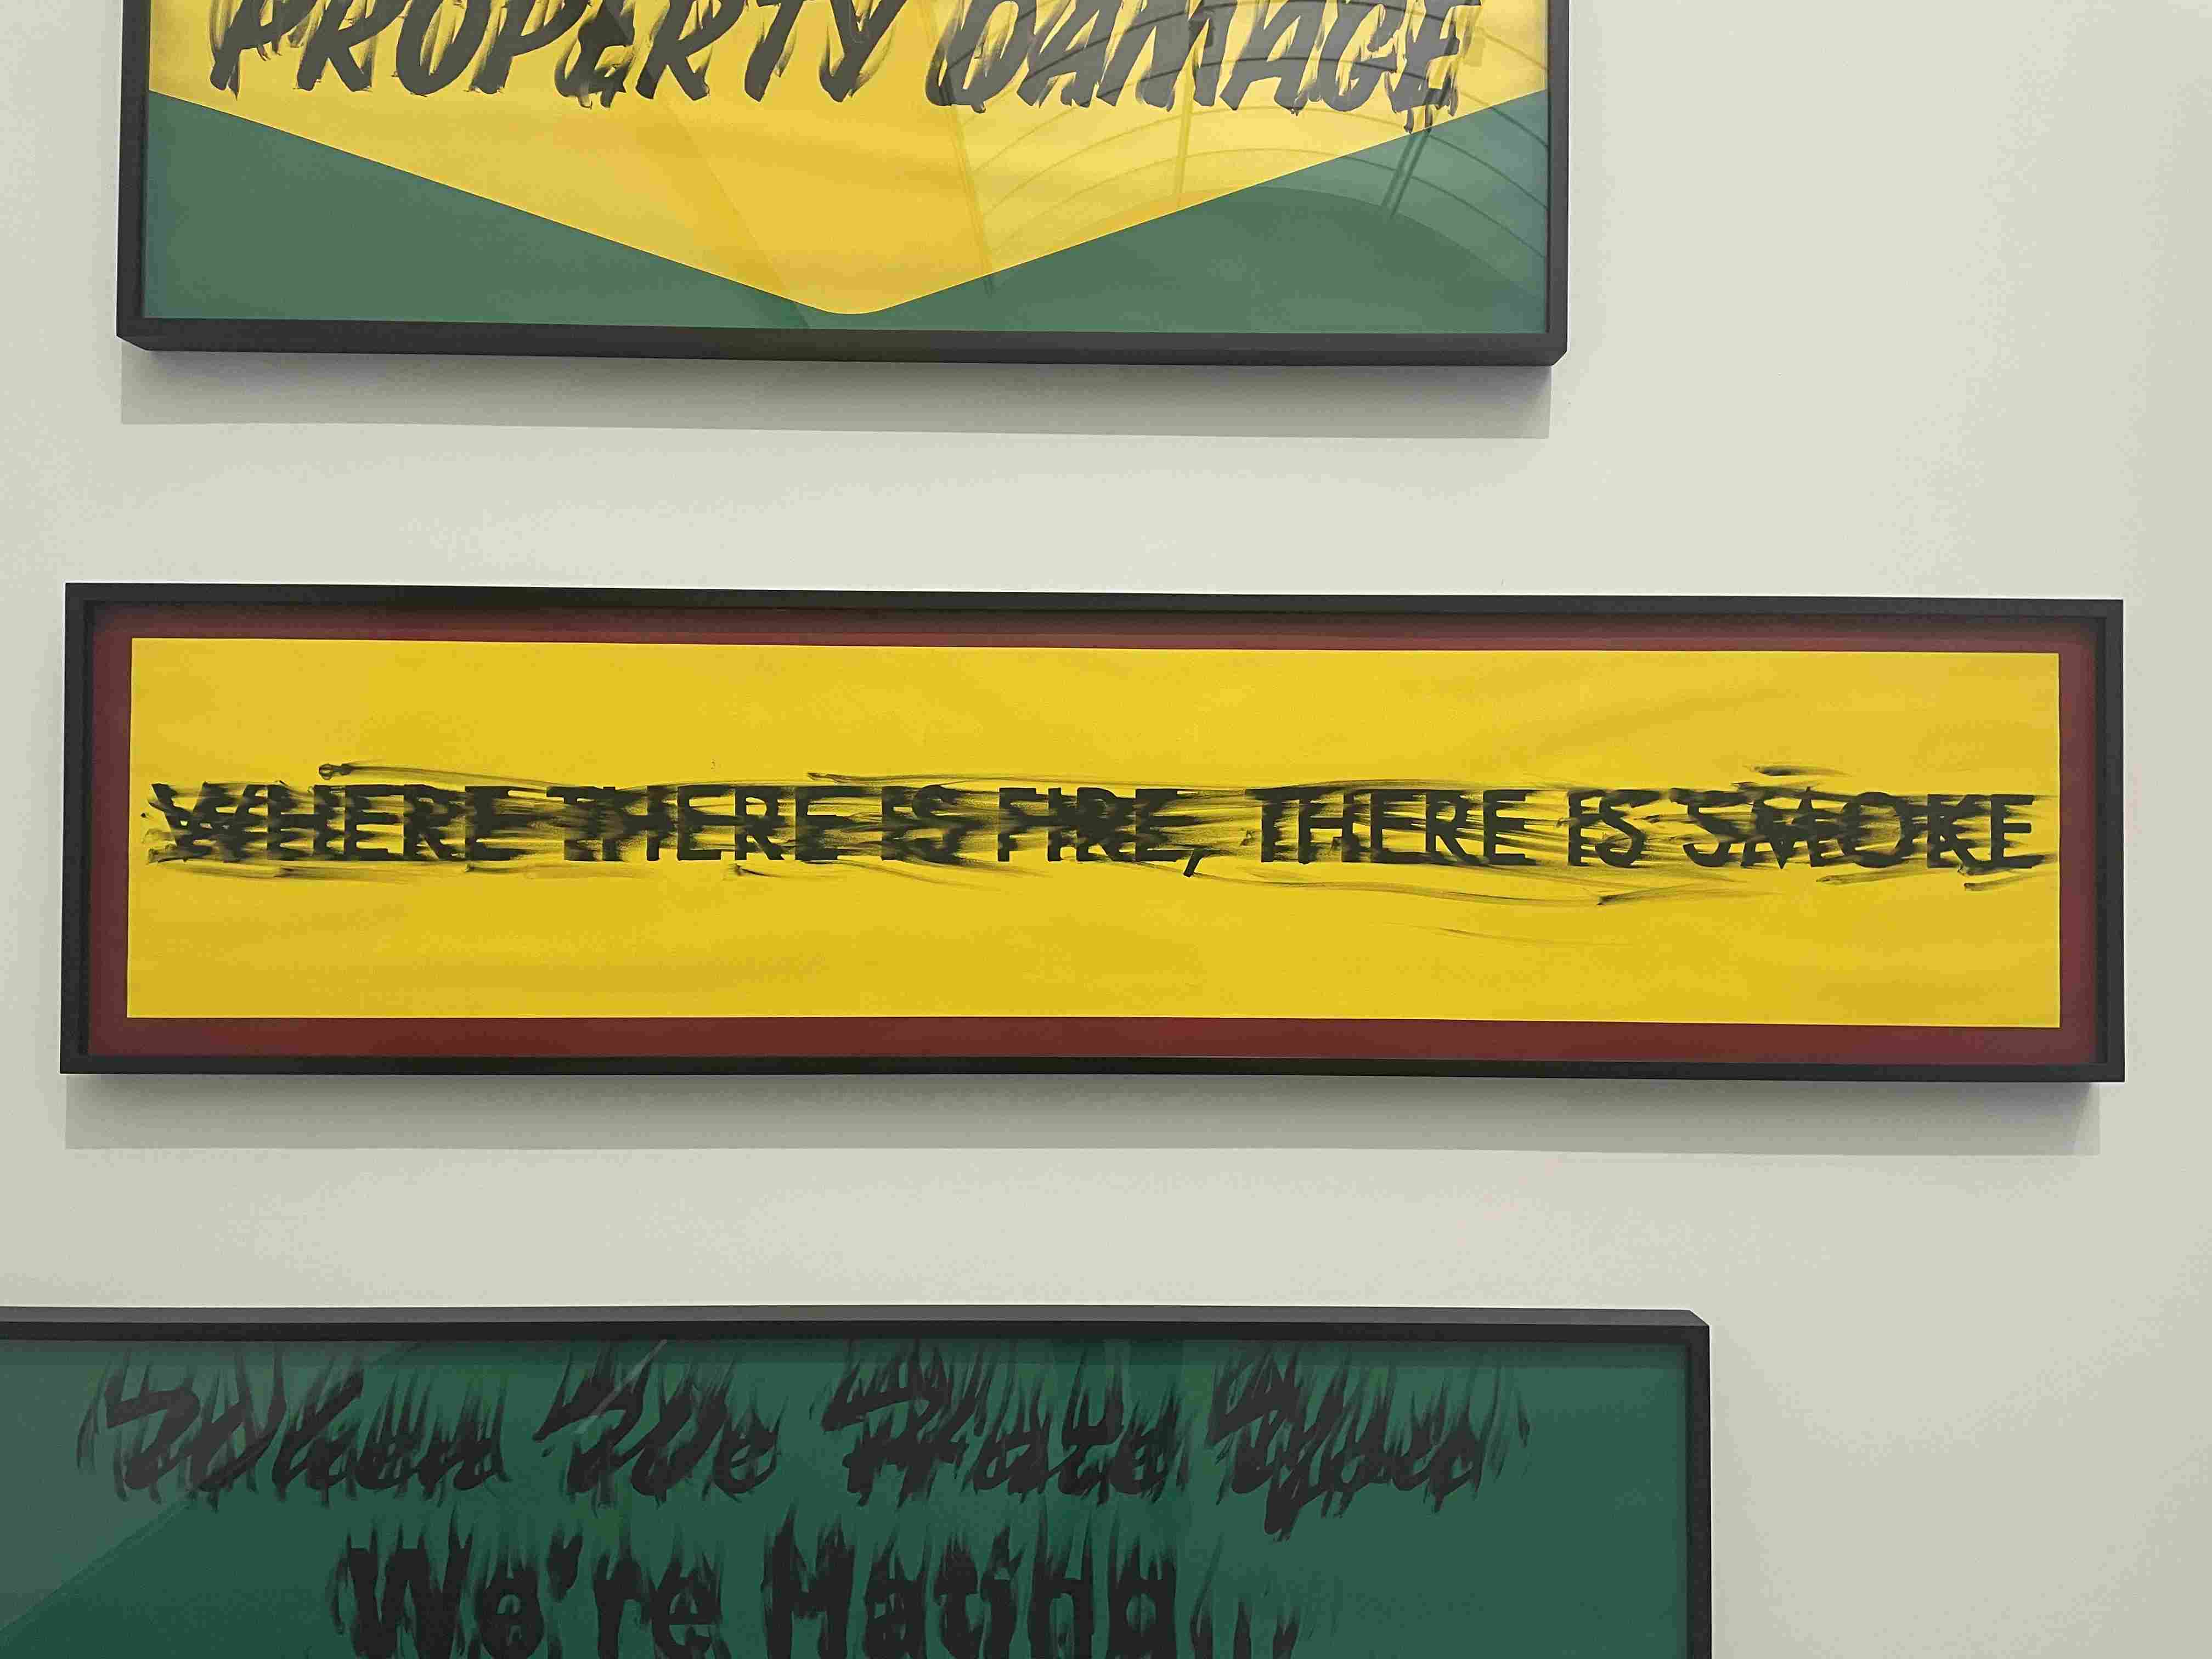 PROPERTY DAMAGE
WHERE THERE IS FIRE, THERE IS SMOKE
When We Hate You
We're Hating